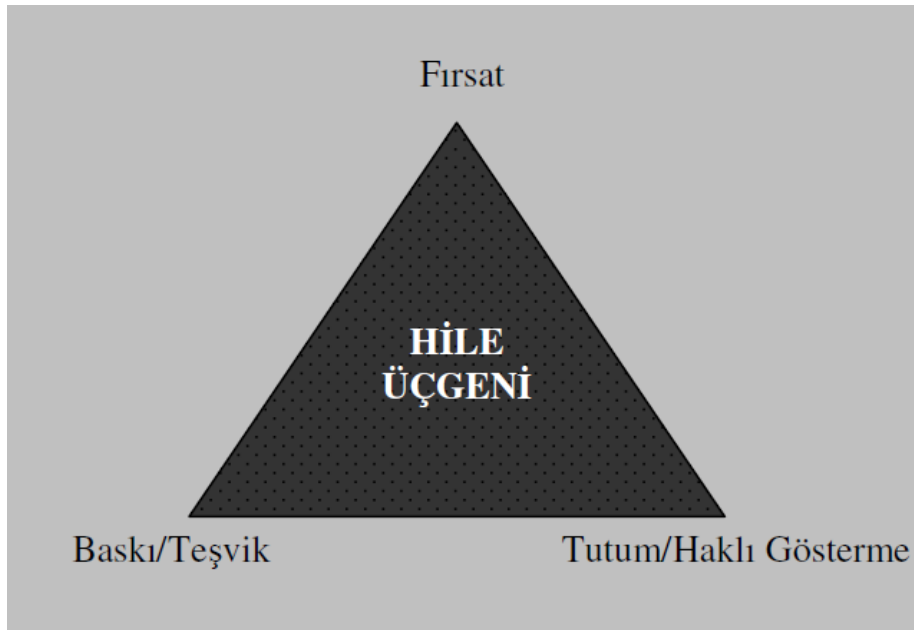 Fırsat
HİLE
ÜÇGENİ
Baskı/Teşvik
Tutum/Haklı Gösterme